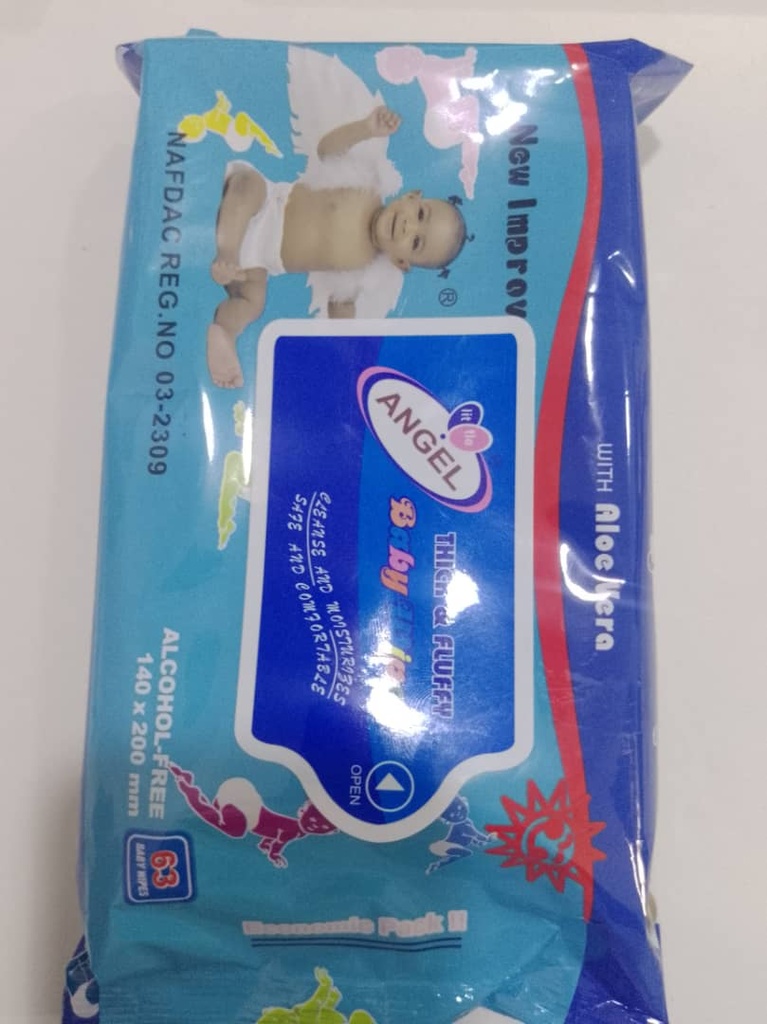 WITH Aloe Vera
New Improv
®
little
ANGEL
THICK & FLUFFY
Baby
CLEANSE AND MOISTURIZES
SAFE AND COMFORTABLE
OPEN
NAFDAC REG.NO 03-2309
ALCOHOL-FREE
140 x 200 mm
63
BABY WIPES
Economic Pack !!